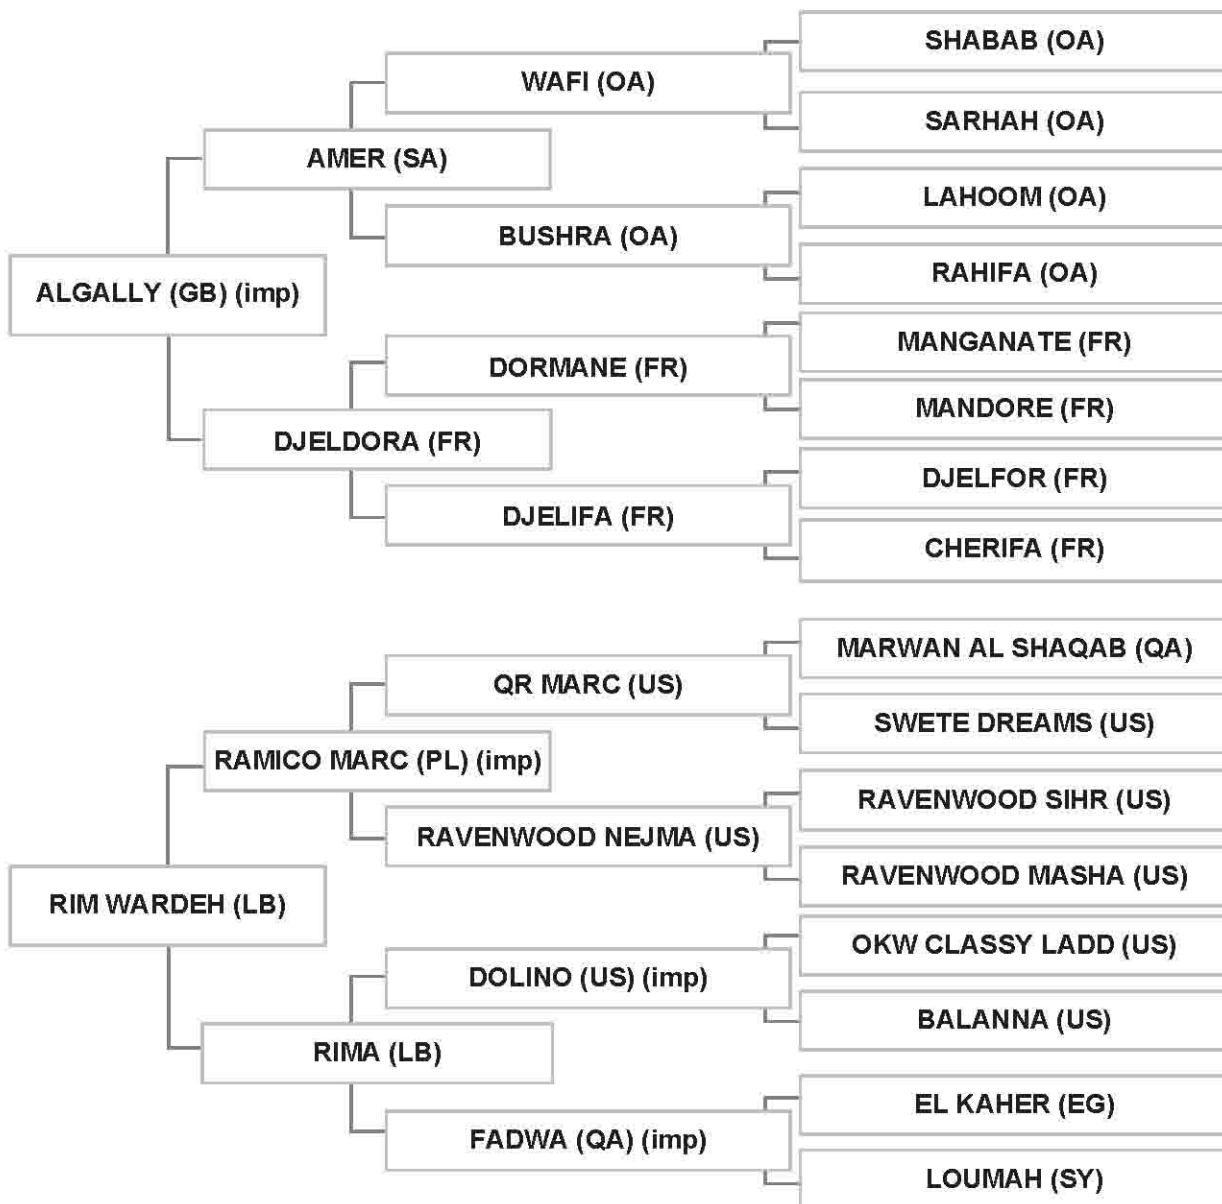 SHABAB (OA)
WAFI (OA)
SARHAH (OA)
AMER (SA)
LAHOOM (OA)
BUSHRA (OA)
RAHIFA (OA)
ALGALLY (GB) (imp)
MANGANATE (FR)
DORMANE (FR)
MANDORE (FR)
DJELDORA (FR)
DJELFOR (FR)
DJELIFA (FR)
CHERIFA (FR)
MARWAN AL SHAQAB (QA)
QR MARC (US)
SWETE DREAMS (US)
RAMICO MARC (PL) (imp)
RAVENWOOD SIHR (US)
RAVENWOOD NEJMA (US)
RAVENWOOD MASHA (US)
RIM WARDEH (LB)
OKW CLASSY LADD (US)
DOLINO (US) (imp)
BALANNA (US)
RIMA (LB)
EL KAHER (EG)
FADWA (QA) (imp)
LOUMAH (SY)